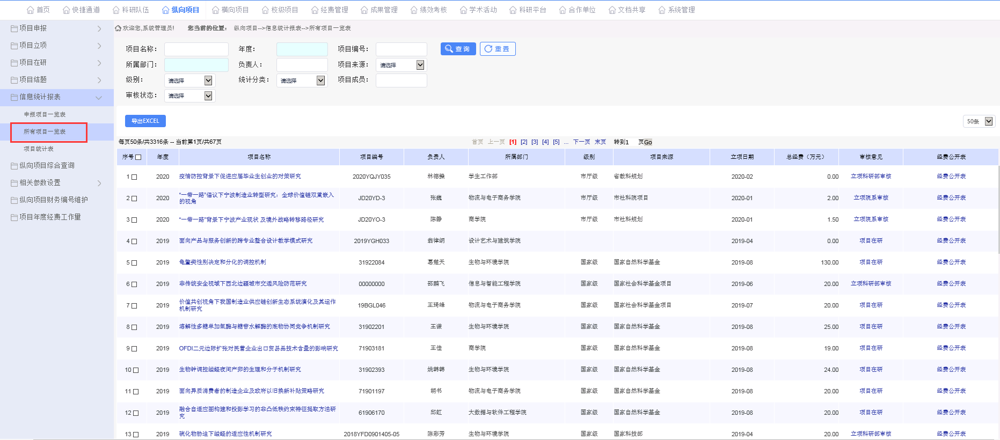 首页 快捷通道 科研队伍 纵向项目 横向项目 校级项目 经费管理 成果管理 绩效考核 学术活动 科研平台 合作单位 文档共享 系统管理
项目申报
项目立项
项目在研
项目结题
信息统计报表
申报项目一览表
所有项目一览表
项目统计表
纵向项目综合查询
相关参数设置
纵向项目财务编号维护
项目年度经费工作量
欢迎您,系统管理员! 您当前的位置： 纵向项目-->信息统计报表-->所有项目一览表
项目名称： 年度： 项目编号： 查询 重置
所属部门： 负责人： 项目来源： 请选择
级别： 请选择 统计分类： 请选择 项目成员：
审核状态： 请选择
导出EXCEL 50条
每页50条/共3316条 -- 当前第1页/共67页 首页 上一页 [1] [2] [3] [4] [5] ... 下一页 末页 转到1 页Go
序号 年度 项目名称 项目编号 负责人 所属部门 级别 项目来源 立项日期 总经费（万元） 审核意见 经费公开表
1 2020 疫情防控背景下促进应届毕业生创业的对策研究 2020YQJY035 林德操 学生工作部 市厅级 省教科规划 2020-02 0.00 立项科研部审核 经费公开表
2 2020 “一带一路”倡议下宁波制造业转型研究：全球价值链双重嵌入的视角 JD20YD-3 张巍 物流与电子商务学院 市厅级 市社科院项目 2020-01 2.00 立项院系审核 经费公开表
3 2020 “一带一路”背景下宁波产业现状 及境外战略转移路径研究 JD20YO-3 陈静 商学院 市厅级 市社科规划 2020-01 1.50 立项院系审核 经费公开表
4 2019 面向产品与服务创新的跨专业整合设计教学模式研究 2019YGH033 翁律纲 设计艺术与建筑学院 2019-04 0.00 项目在研 经费公开表
5 2019 龟鳖类性别决定和分化的调控机制 31922084 葛楚天 生物与环境学院 国家级 国家自然科学基金 2019-08 130.00 项目在研 经费公开表
6 2019 非传统安全视域下西北边疆城市交通风险防范研究 00000000 邵鹏飞 信息与智能工程学院 国家级 国家社会科学基金项目 2019-06 20.00 立项科研部审核 经费公开表
7 2019 价值共创视角下我国制造业供应链创新生态系统演化及其运作机制研究 19BGL046 王琦峰 物流与电子商务学院 国家级 国家社会科学基金项目 2019-07 20.00 项目在研 经费公开表
8 2019 溶解性多糖单加氧酶与糖苷水解酶的底物协同竞争机制研究 31902201 王谦 生物与环境学院 国家级 国家自然科学基金 2019-08 25.00 项目在研 经费公开表
9 2019 OFDI二元边际扩张对民营企业出口贸易品技术含量的影响研究 71903181 王佳 商学院 国家级 国家自然科学基金 2019-08 19.00 项目在研 经费公开表
10 2019 生物钟调控缢蛏夜间产卵的生理和分子机制研究 31902393 姚韩韩 生物与环境学院 国家级 国家自然科学基金 2019-08 24.00 项目在研 经费公开表
11 2019 面向异质消费者的制造企业及政府以旧换新补贴策略研究 71901197 胡书 物流与电子商务学院 国家级 国家自然科学基金 2019-08 20.00 项目在研 经费公开表
12 2019 融合自适应图构建和投影学习的非凸低秩约束特征提取方法研究 61906170 邱虹 大数据与软件工程学院 国家级 国家自然科学基金 2019-08 20.00 项目在研 经费公开表
13 2019 硫化物胁迫下缢蛏的适应性机制研究 2018YFD0901405-05 陈彩芳 生物与环境学院 国家级 国家科技部 2019-04 20.00 立项科研部审核 经费公开表